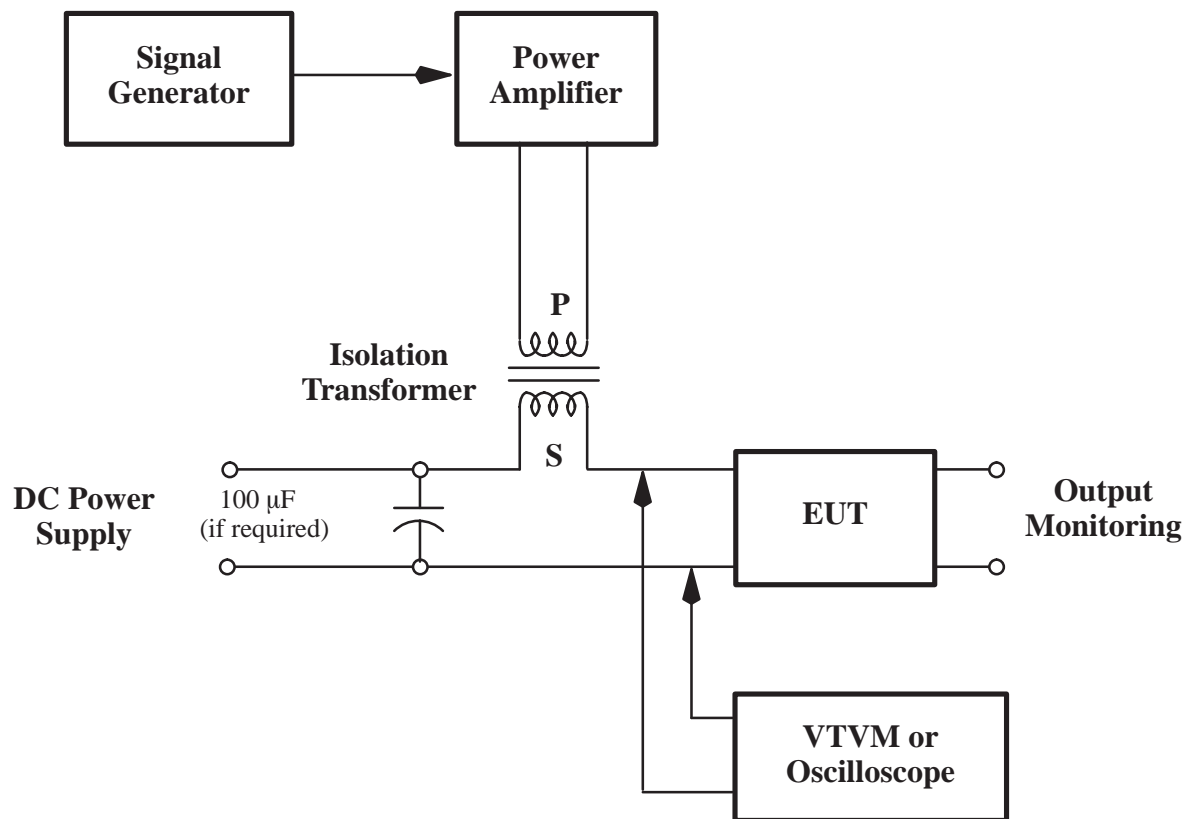 Signal
Generator
Power
Amplifier
P
Isolation
Transformer
S
DC Power
Supply
100 μF
(if required)
EUT
Output
Monitoring
VTVM or
Oscilloscope